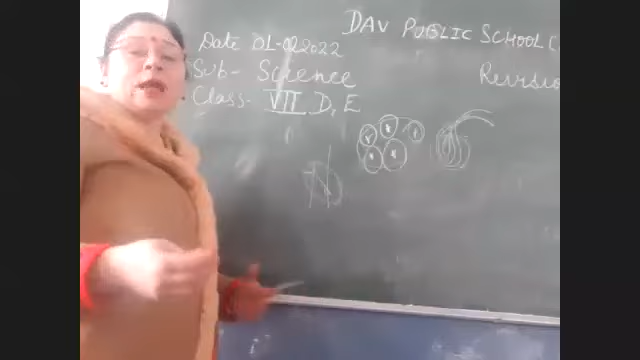 DAV PUBLIC SCHOOL (
Date 01-02-2022
Revisio
Sub- Science
Class- VII D, E